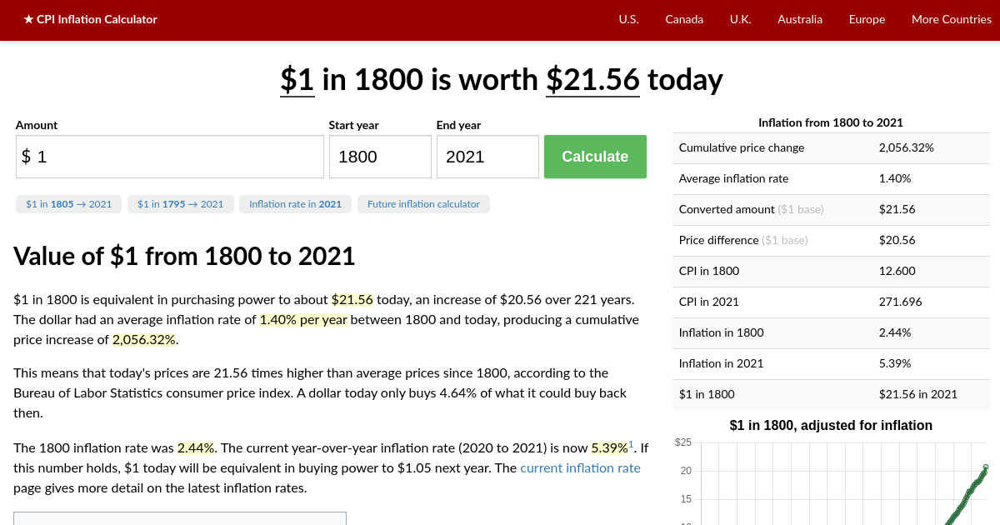 ★ CPI Inflation Calculator
U.S. Canada U.K. Australia Europe More Countries
$1 in 1800 is worth $21.56 today
Amount Start year End year
$ 1 1800 2021 Calculate
$1 in 1805 → 2021 $1 in 1795 → 2021 Inflation rate in 2021 Future inflation calculator
Value of $1 from 1800 to 2021
$1 in 1800 is equivalent in purchasing power to about $21.56 today, an increase of $20.56 over 221 years.
The dollar had an average inflation rate of 1.40% per year between 1800 and today, producing a cumulative
price increase of 2,056.32%.
This means that today's prices are 21.56 times higher than average prices since 1800, according to the
Bureau of Labor Statistics consumer price index. A dollar today only buys 4.64% of what it could buy back
then.
The 1800 inflation rate was 2.44%. The current year-over-year inflation rate (2020 to 2021) is now 5.39%1. If
this number holds, $1 today will be equivalent in buying power to $1.05 next year. The current inflation rate
page gives more detail on the latest inflation rates.
Inflation from 1800 to 2021
Cumulative price change 2,056.32%
Average inflation rate 1.40%
Converted amount ($1 base) $21.56
Price difference ($1 base) $20.56
CPI in 1800 12.600
CPI in 2021 271.696
Inflation in 1800 2.44%
Inflation in 2021 5.39%
$1 in 1800 $21.56 in 2021
$1 in 1800, adjusted for inflation
$25
20
15